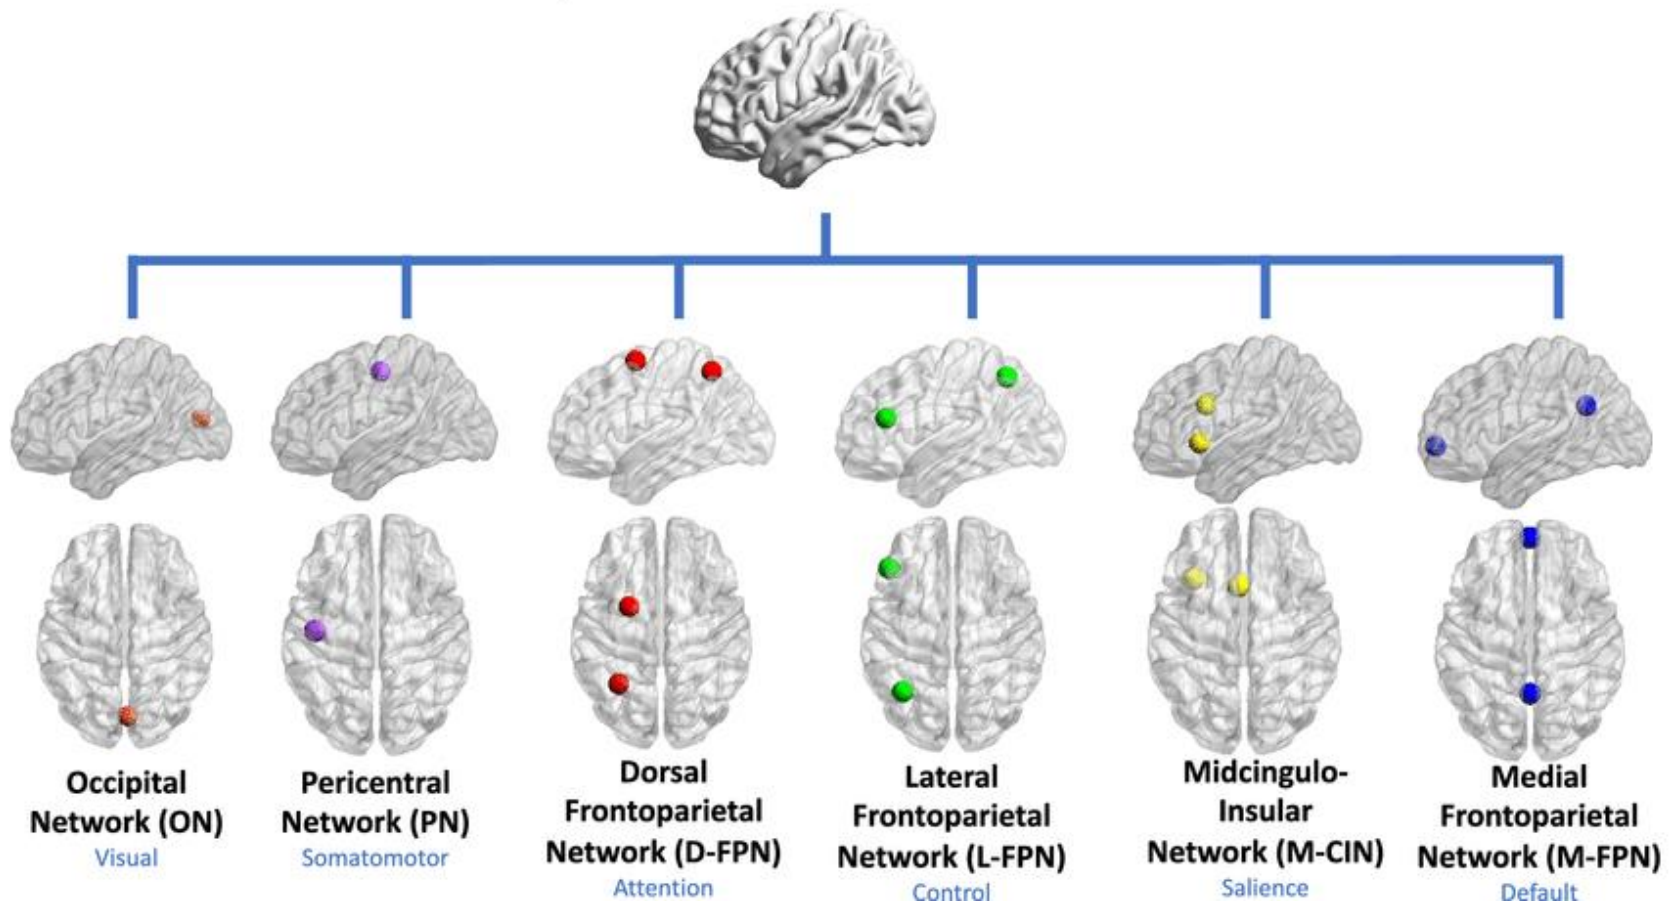 Occipital
Network (ON)
Visual
Pericentral
Network (PN)
Somatomotor
Dorsal
Frontoparietal
Network (D-FPN)
Attention
Lateral
Frontoparietal
Network (L-FPN)
Control
Midcingulo-
Insular
Network (M-CIN)
Salience
Medial
Frontoparietal
Network (M-FPN)
Default